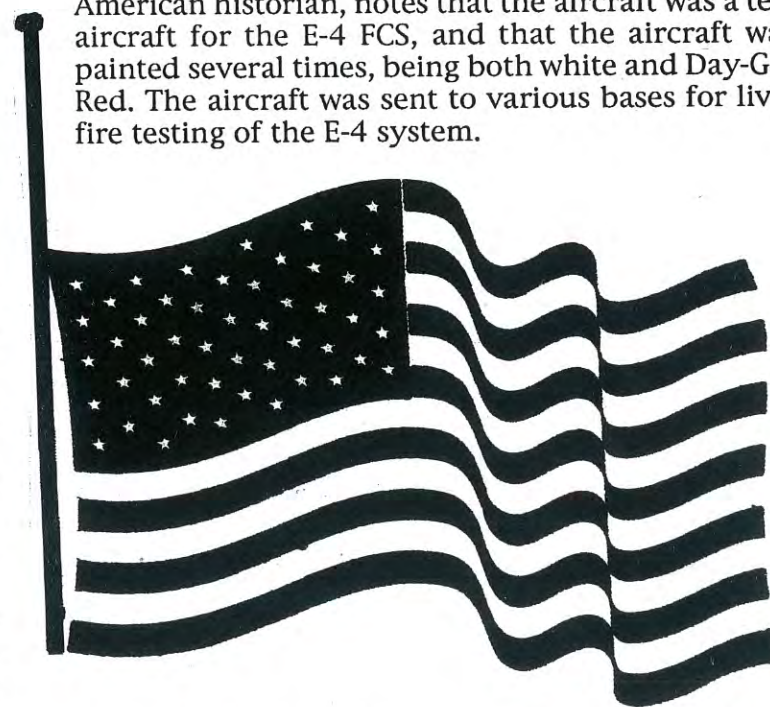 American historian, notes that the aircraft was a te
aircraft for the E-4 FCS, and that the aircraft wa
painted several times, being both white and Day-G
Red. The aircraft was sent to various bases for liv
fire testing of the E-4 system.